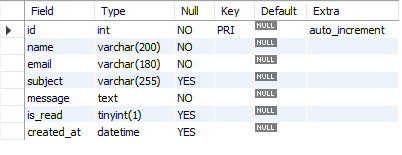 Field Type Null Key Default Extra
id int NO PRI NULL auto_increment
name varchar(200) NO NULL
email varchar(180) NO NULL
subject varchar(255) YES NULL
message text NO NULL
is_read tinyint(1) YES NULL
created_at datetime YES NULL